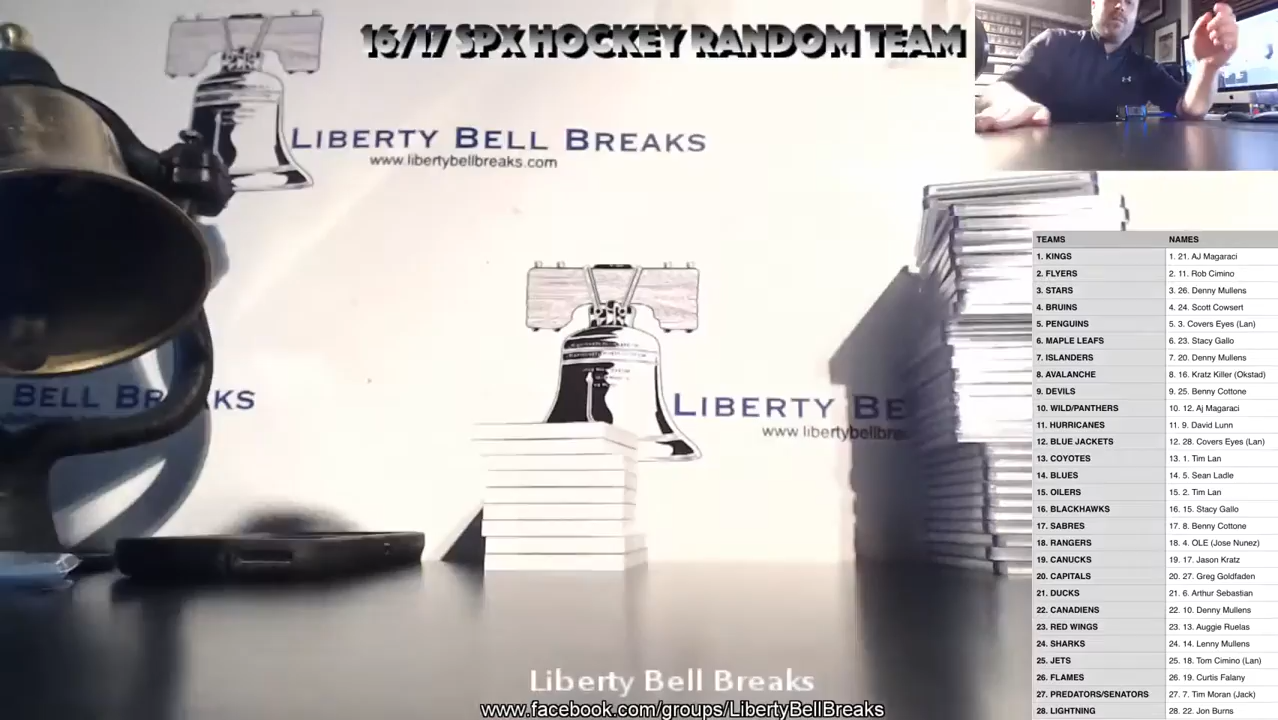 16/17 SPX HOCKEY RANDOM TEAM
LIBERTY BELL BREAKS
www.libertybellbreaks.com
BELL BREAKS
LIBERTY BE
www.libertybellbre
TEAMS NAMES
1. KINGS 1. 21. AJ Magaraci
2. FLYERS 2. 11. Rob Cimino
3. STARS 3. 26. Denny Mullens
4. BRUINS 4. 24. Scott Cowsert
5. PENGUINS 5. 3. Covers Eyes (Lan)
6. MAPLE LEAFS 6. 23. Stacy Gallo
7. ISLANDERS 7. 20. Denny Mullens
8. AVALANCHE 8. 16. Kratz Killer (Okstad)
9. DEVILS 9. 25. Benny Cottone
10. WILD/PANTHERS 10. 12. Aj Magaraci
11. HURRICANES 11. 9. David Lunn
12. BLUE JACKETS 12. 28. Covers Eyes (Lan)
13. COYOTES 13. 1. Tim Lan
14. BLUES 14. 5. Sean Ladle
15. OILERS 15. 2. Tim Lan
16. BLACKHAWKS 16. 15. Stacy Gallo
17. SABRES 17. 8. Benny Cottone
18. RANGERS 18. 4. OLE (Jose Nunez)
19. CANUCKS 19. 17. Jason Kratz
20. CAPITALS 20. 27. Greg Goldfaden
21. DUCKS 21. 6. Arthur Sebastian
22. CANADIENS 22. 10. Denny Mullens
23. RED WINGS 23. 13. Auggie Ruelas
24. SHARKS 24. 14. Lenny Mullens
25. JETS 25. 18. Tom Cimino (Lan)
26. FLAMES 26. 19. Curtis Falany
27. PREDATORS/SENATORS 27. 7. Tim Moran (Jack)
28. LIGHTNING 28. 22. Jon Burns
Liberty Bell Breaks
www.facebook.com/groups/LibertyBellBreaks